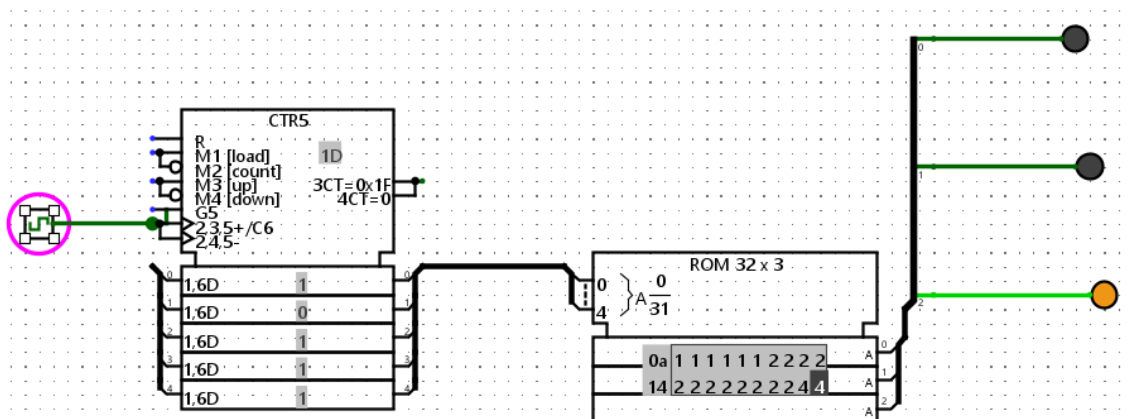 CTR5
R
M1 [load]
M2 [count]
M3 [up]
M4 [down]
G5
2,3,5+/C6
2,4,5-
1D
3CT=0x1F
4CT=0
0 1,6D 1 0
1 1,6D 0 1
2 1,6D 1 2
3 1,6D 1 3
4 1,6D 1 4
ROM 32 x 3
0
4
A 0
31
0a 1 1 1 1 1 1 2 2 2 2
14 2 2 2 2 2 2 2 2 4 4
A 0
A 1
A 2
0
1
2